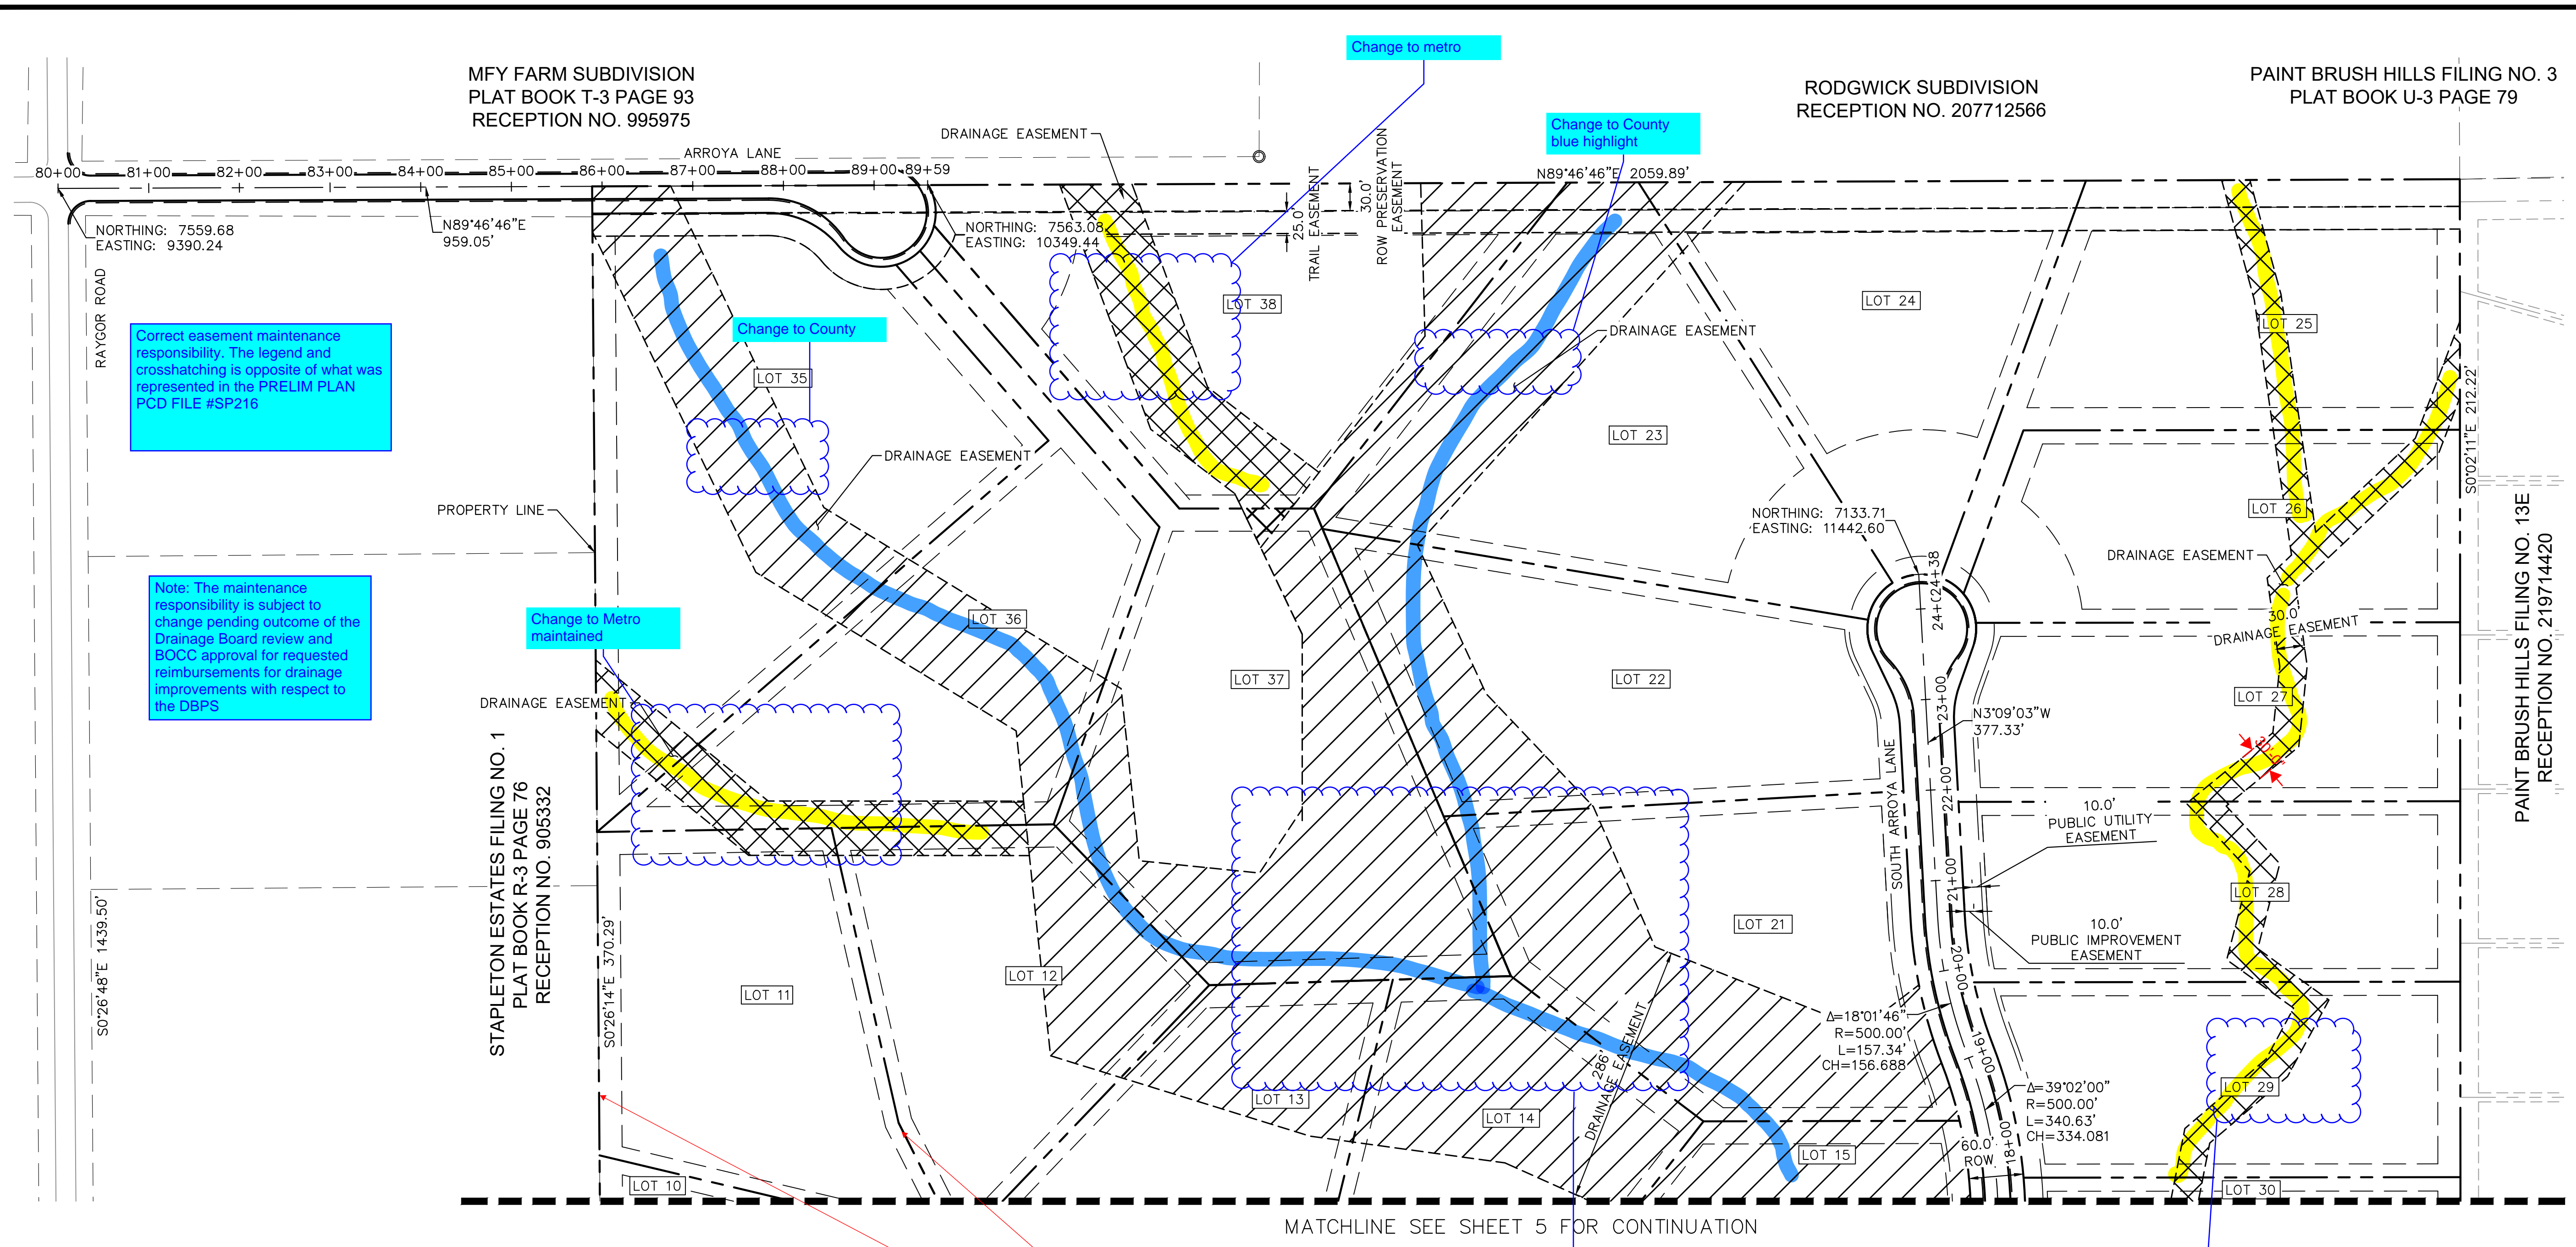 Change to metro
MFY FARM SUBDIVISION
PLAT BOOK T-3 PAGE 93
RECEPTION NO. 995975
RODGWICK SUBDIVISION
RECEPTION NO. 207712566
PAINT BRUSH HILLS FILING NO. 3
PLAT BOOK U-3 PAGE 79
Change to County
blue highlight
DRAINAGE EASEMENT
ARROYA LANE
80+00
81+00
82+00
83+00
84+00
85+00
86+00
87+00
88+00
89+00
89+59
N89°46'46"E 2059.89'
25.0'
TRAIL EASEMENT
30.0'
ROW PRESERVATION
EASEMENT
NORTHING: 7559.68
EASTING: 9390.24
N89°46'46"E
959.05'
NORTHING: 7563.08
EASTING: 10349.44
RAYGOR ROAD
LOT 38
LOT 24
LOT 25
Correct easement maintenance
responsibility. The legend and
crosshatching is opposite of what was
represented in the PRELIM PLAN
PCD FILE #SP216
Change to County
DRAINAGE EASEMENT
LOT 35
S0°02'11"E 212.22'
LOT 23
DRAINAGE EASEMENT
PROPERTY LINE
NORTHING: 7133.71
EASTING: 11442.60
LOT 26
DRAINAGE EASEMENT
PAINT BRUSH HILLS FILING NO. 13E
RECEPTION NO. 219714420
Note: The maintenance
responsibility is subject to
change pending outcome of the
Drainage Board review and
BOCC approval for requested
reimbursements for drainage
improvements with respect to
the DBPS
Change to Metro
maintained
LOT 36
24+38
24+00
30.0'
DRAINAGE EASEMENT
LOT 37
LOT 22
LOT 27
DRAINAGE EASEMENT
23+00
N3°09'03"W
377.33'
30.0'
STAPLETON ESTATES FILING NO. 1
PLAT BOOK R-3 PAGE 76
RECEPTION NO. 905332
SOUTH ARROYA LANE
22+00
10.0'
PUBLIC UTILITY
EASEMENT
21+00
LOT 28
S0°26'48"E 1439.50'
S0°26'14"E 370.29'
LOT 21
10.0'
PUBLIC IMPROVEMENT
EASEMENT
20+00
LOT 12
LOT 11
286'
DRAINAGE EASEMENT
Δ=18°01'46"
R=500.00'
L=157.34'
CH=156.688
19+00
Δ=39°02'00"
R=500.00'
L=340.63'
CH=334.081
LOT 29
LOT 13
LOT 14
LOT 15
60.0'
ROW
18+00
LOT 10
LOT 30
MATCHLINE SEE SHEET 5 FOR CONTINUATION